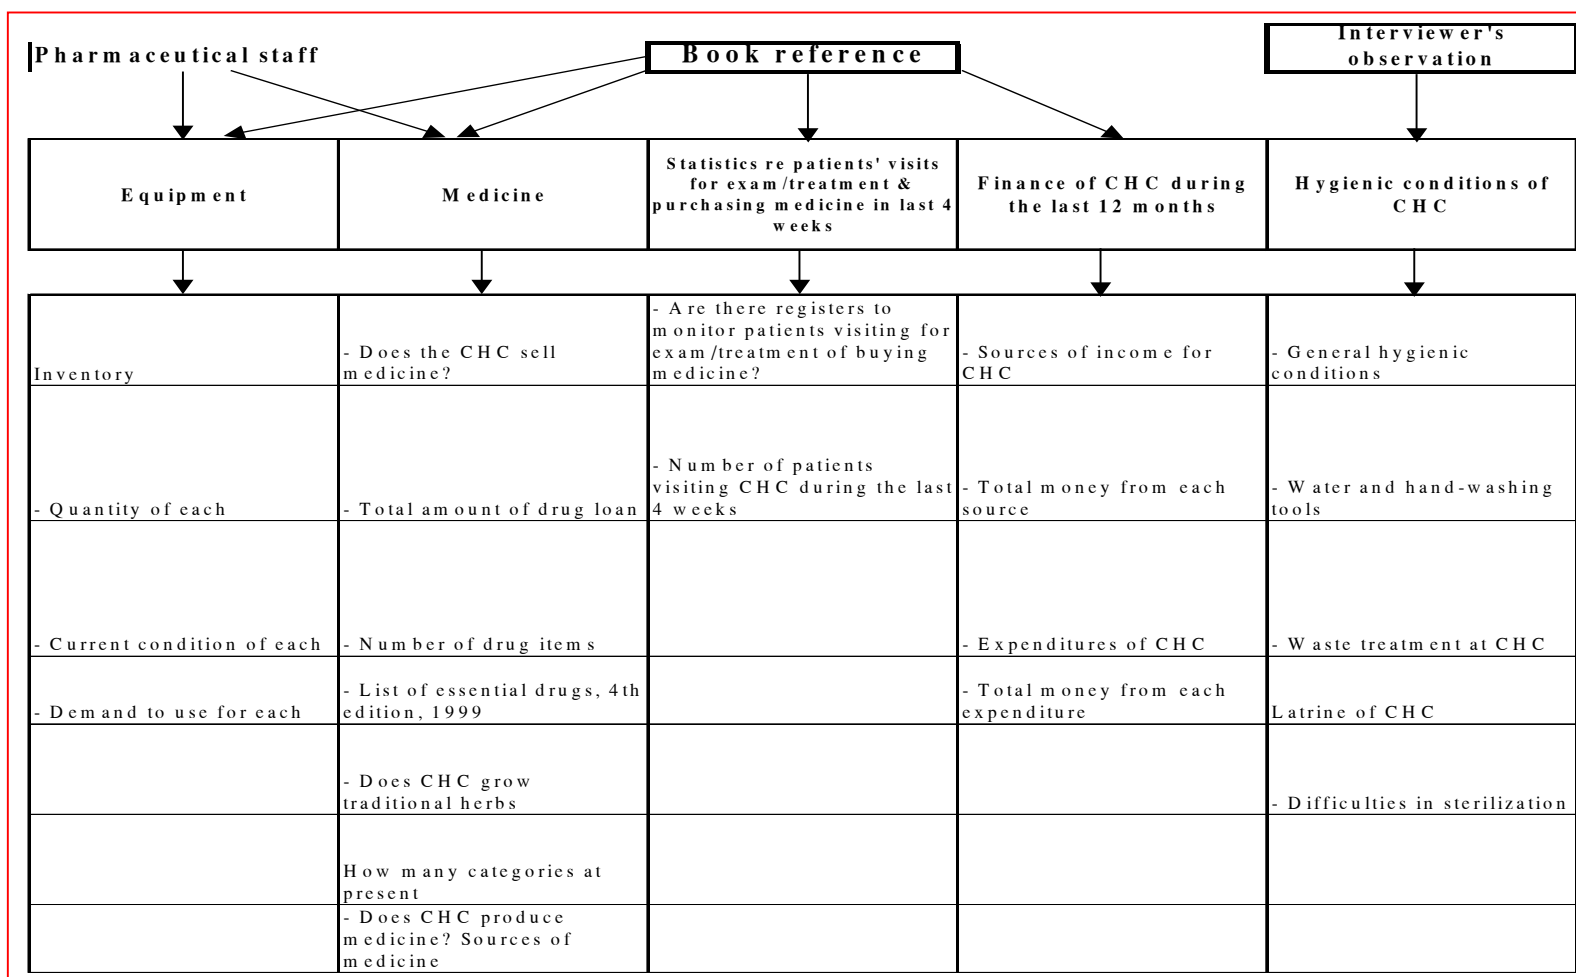 Pharmaceutical staff
Book reference
Interviewer's
observation
Equipment
Medicine
Statistics re patients' visits
for exam/treatment &
purchasing medicine in last 4
weeks
Finance of CHC during
the last 12 months
Hygienic conditions of
CHC
Inventory
- Does the CHC sell
medicine?
- Are there registers to
monitor patients visiting for
exam/treatment of buying
medicine?
- Sources of income for
CHC
- General hygienic
conditions
- Quantity of each
- Total amount of drug loan
- Number of patients
visiting CHC during the last
4 weeks
- Total money from each
source
- Water and hand-washing
tools
- Current condition of each
- Number of drug items
- Expenditures of CHC
- Waste treatment at CHC
- Demand to use for each
- List of essential drugs, 4th
edition, 1999
- Total money from each
expenditure
Latrine of CHC
- Does CHC grow
traditional herbs
- Difficulties in sterilization
How many categories at
present
- Does CHC produce
medicine? Sources of
medicine